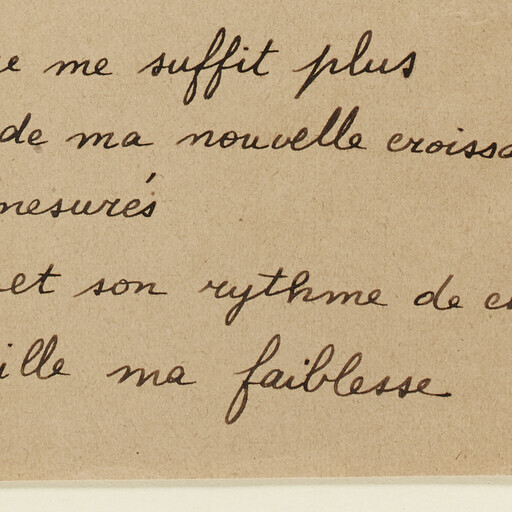 e me suffit plus
de ma nouvelle croissa
mesurés
et son rythme de c
ille ma faiblesse